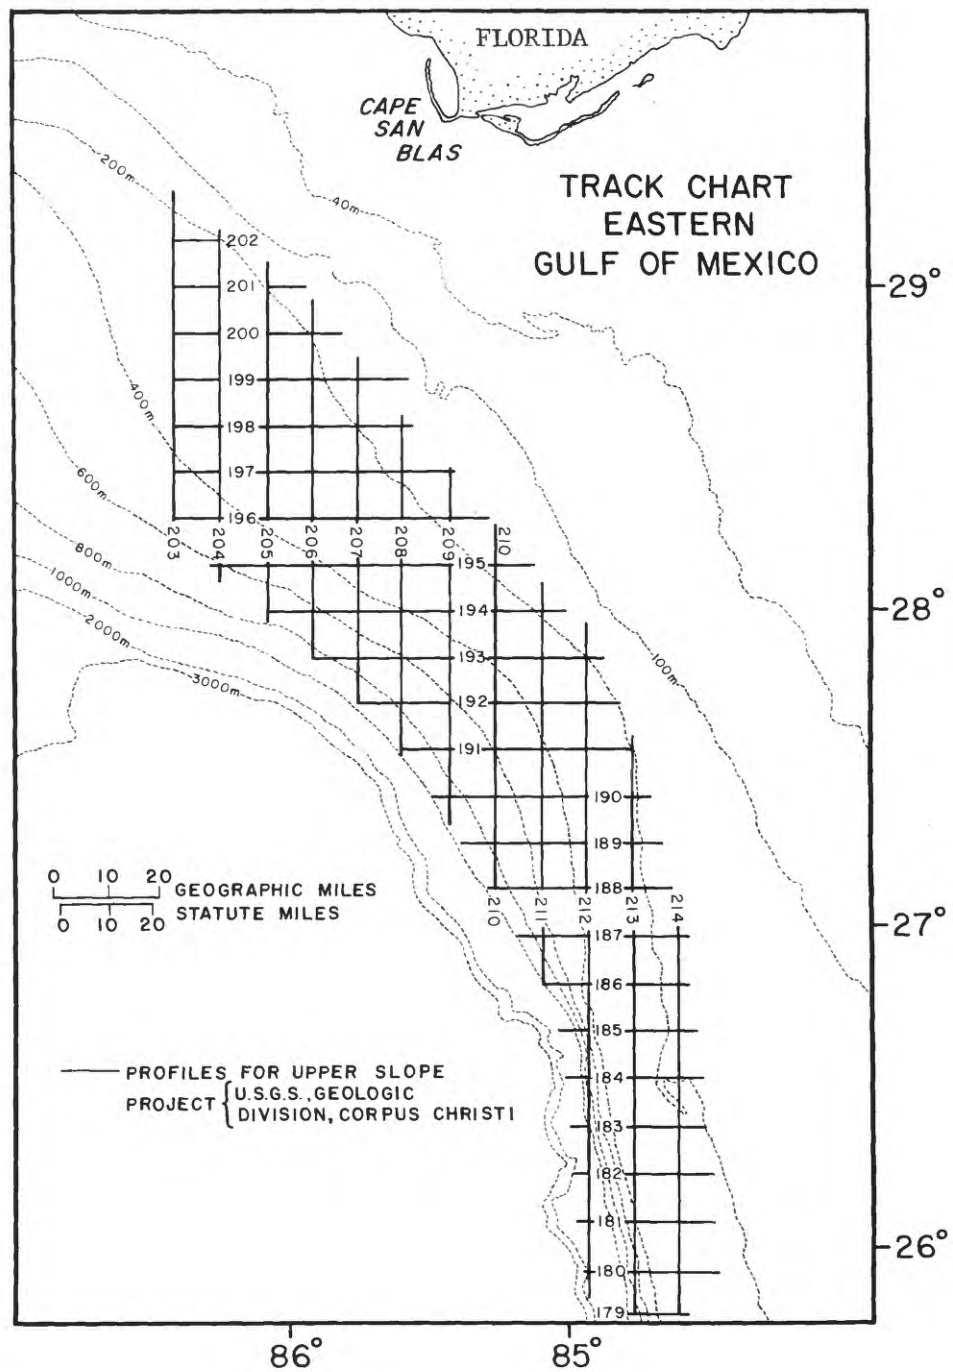 FLORIDA
CAPE
SAN
BLAS
TRACK CHART
EASTERN
GULF OF MEXICO
200m
40m
202
201
29°
200
199
400m
198
197
600m
196
203
204
205
206
207
208
209
210
800m
195
1000m
194
28°
2000m
193
100m
3000m
192
191
190
189
0 10 20
GEOGRAPHIC MILES
188
STATUTE MILES
0 10 20
210
211
212
213
214
187
27°
186
185
PROFILES FOR UPPER SLOPE
184
PROJECT { U.S.G.S., GEOLOGIC
DIVISION, CORPUS CHRISTI
183
182
181
26°
180
179
86°
85°